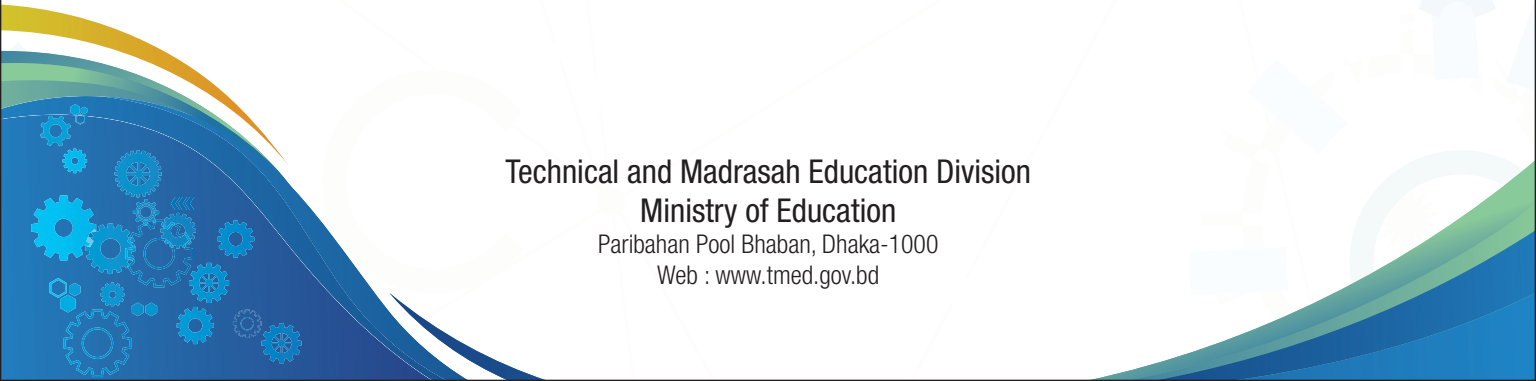 Technical and Madrasah Education Division
Ministry of Education
Paribahan Pool Bhaban, Dhaka-1000
Web : www.tmed.gov.bd